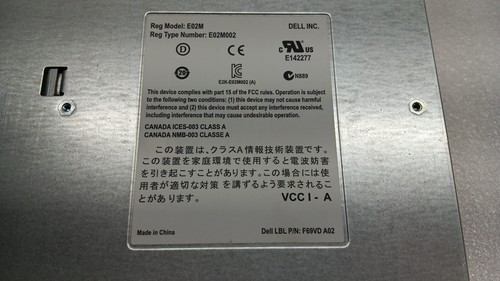 Reg Model: E02M
DELL INC.
Reg Type Number: E02M002
D
CE
c UL US
E142277
20
E2K-E02M002 (A)
N889
This device complies with part 15 of the FCC rules. Operation is subject
to the following two conditions: (1) this device may not cause harmful
interference and (2) this device must accept any interference received,
including interference that may cause undesirable operation.
CANADA ICES-003 CLASS A
CANADA NMB-003 CLASSE A
この装置は、クラスA情報技術装置です。
この装置を家庭環境で使用すると電波妨害
を引き起こすことがあります。この場合には使
用者が適切な対策を講ずるよう要求されるこ
とがあります。
VCCI-A
Made in China
Dell LBL P/N: F69VD A02